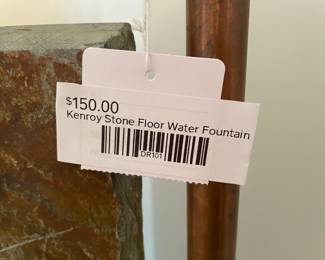 $150.00
Kenroy Stone Floor Water Fountain
DR101